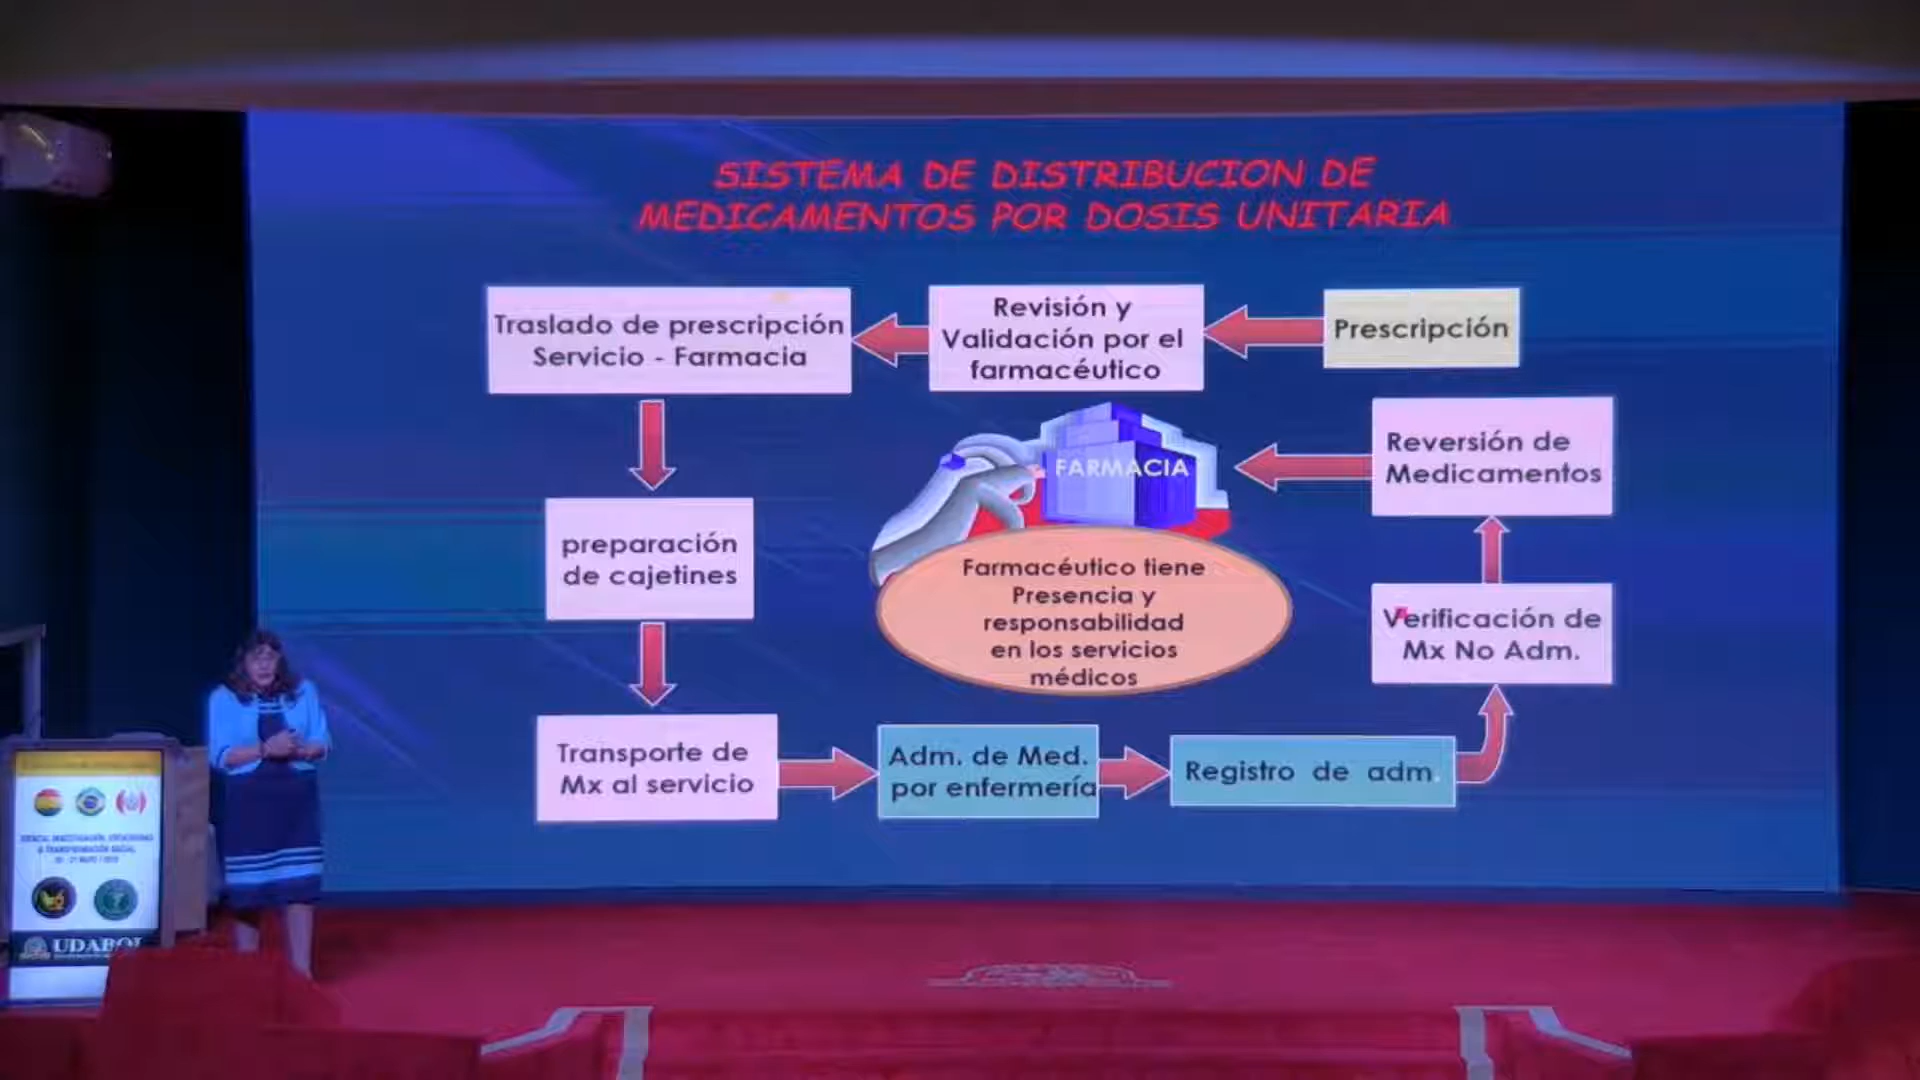 SISTEMA DE DISTRIBUCION DE
MEDICAMENTOS POR DOSIS UNITARIA
Traslado de prescripción
Servicio - Farmacia
Revisión y
Validación por el
farmacéutico
Prescripción
Reversión de
Medicamentos
FARMACIA
preparación
de cajetines
Farmacéutico tiene
Presencia y
responsabilidad
en los servicios
médicos
Verificación de
Mx No Adm.
Transporte de
Mx al servicio
Adm. de Med.
por enfermería
Registro de adm.
UDABOL